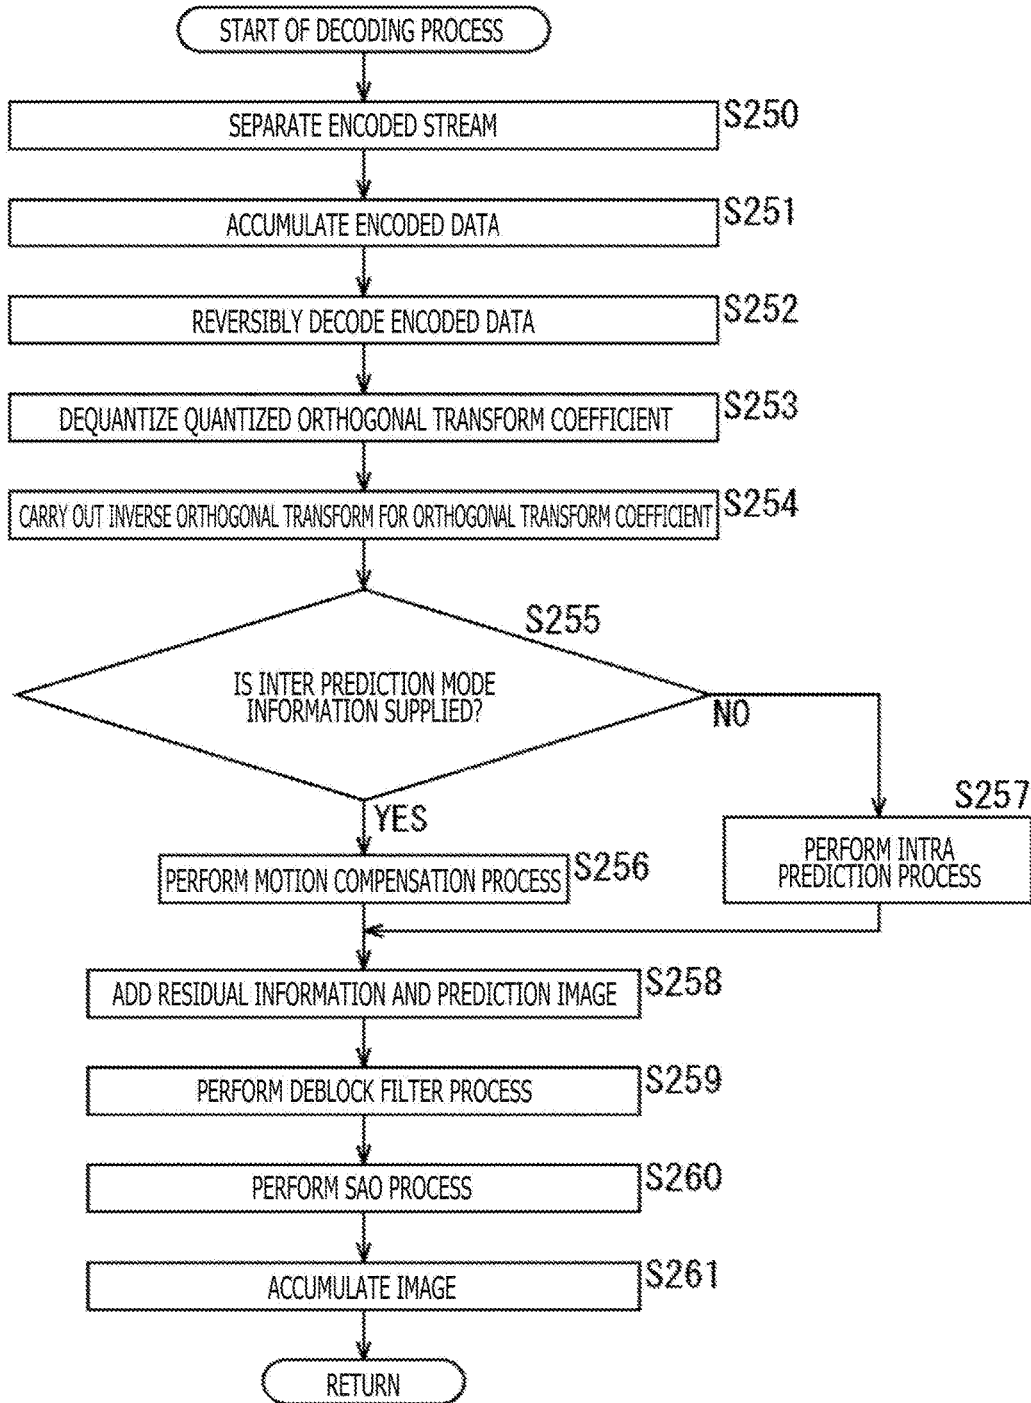 START OF DECODING PROCESS
SEPARATE ENCODED STREAM
S250
ACCUMULATE ENCODED DATA
S251
REVERSIBLY DECODE ENCODED DATA
S252
DEQUANTIZE QUANTIZED ORTHOGONAL TRANSFORM COEFFICIENT
S253
CARRY OUT INVERSE ORTHOGONAL TRANSFORM FOR ORTHOGONAL TRANSFORM COEFFICIENT
S254
S255
IS INTER PREDICTION MODE
INFORMATION SUPPLIED?
NO
YES
S257
PERFORM INTRA
PREDICTION PROCESS
PERFORM MOTION COMPENSATION PROCESS
S256
ADD RESIDUAL INFORMATION AND PREDICTION IMAGE
S258
PERFORM DEBLOCK FILTER PROCESS
S259
PERFORM SAO PROCESS
S260
ACCUMULATE IMAGE
S261
RETURN